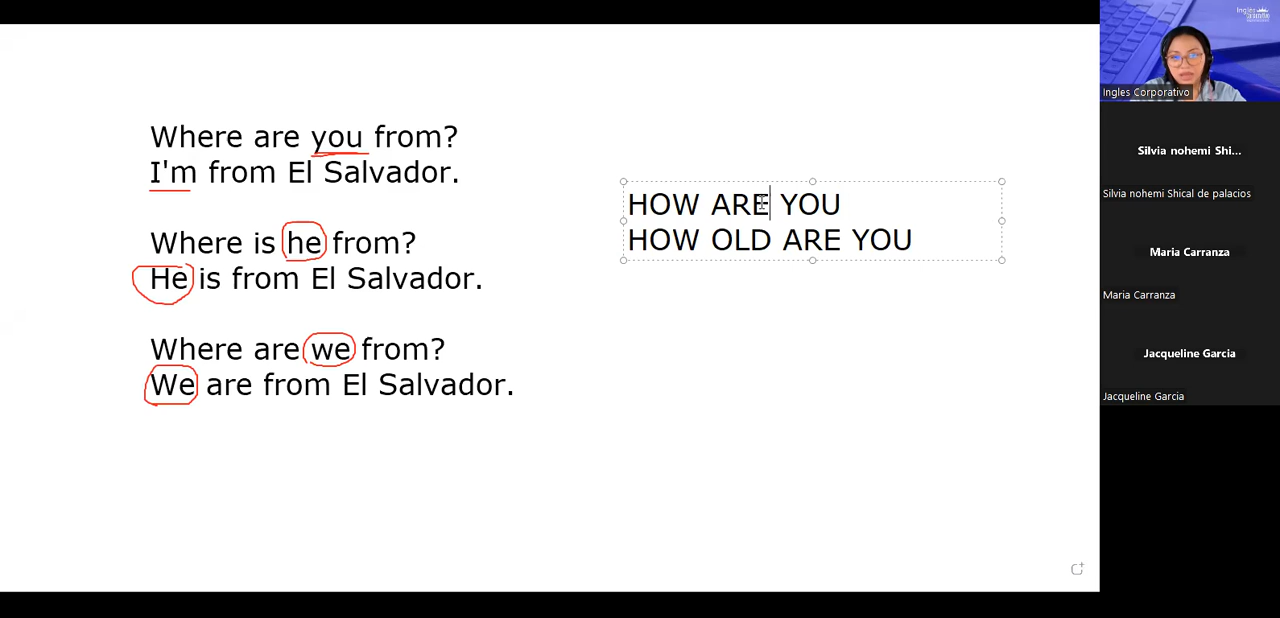 Where are you from?
I'm from El Salvador.
Where is he from?
He is from El Salvador.
Where are we from?
We are from El Salvador.
HOW ARE YOU
HOW OLD ARE YOU
Ingles Corporativo
Silvia nohemi Shi...
Silvia nohemi Shical de palacios
Maria Carranza
Maria Carranza
Jacqueline Garcia
Jacqueline Garcia